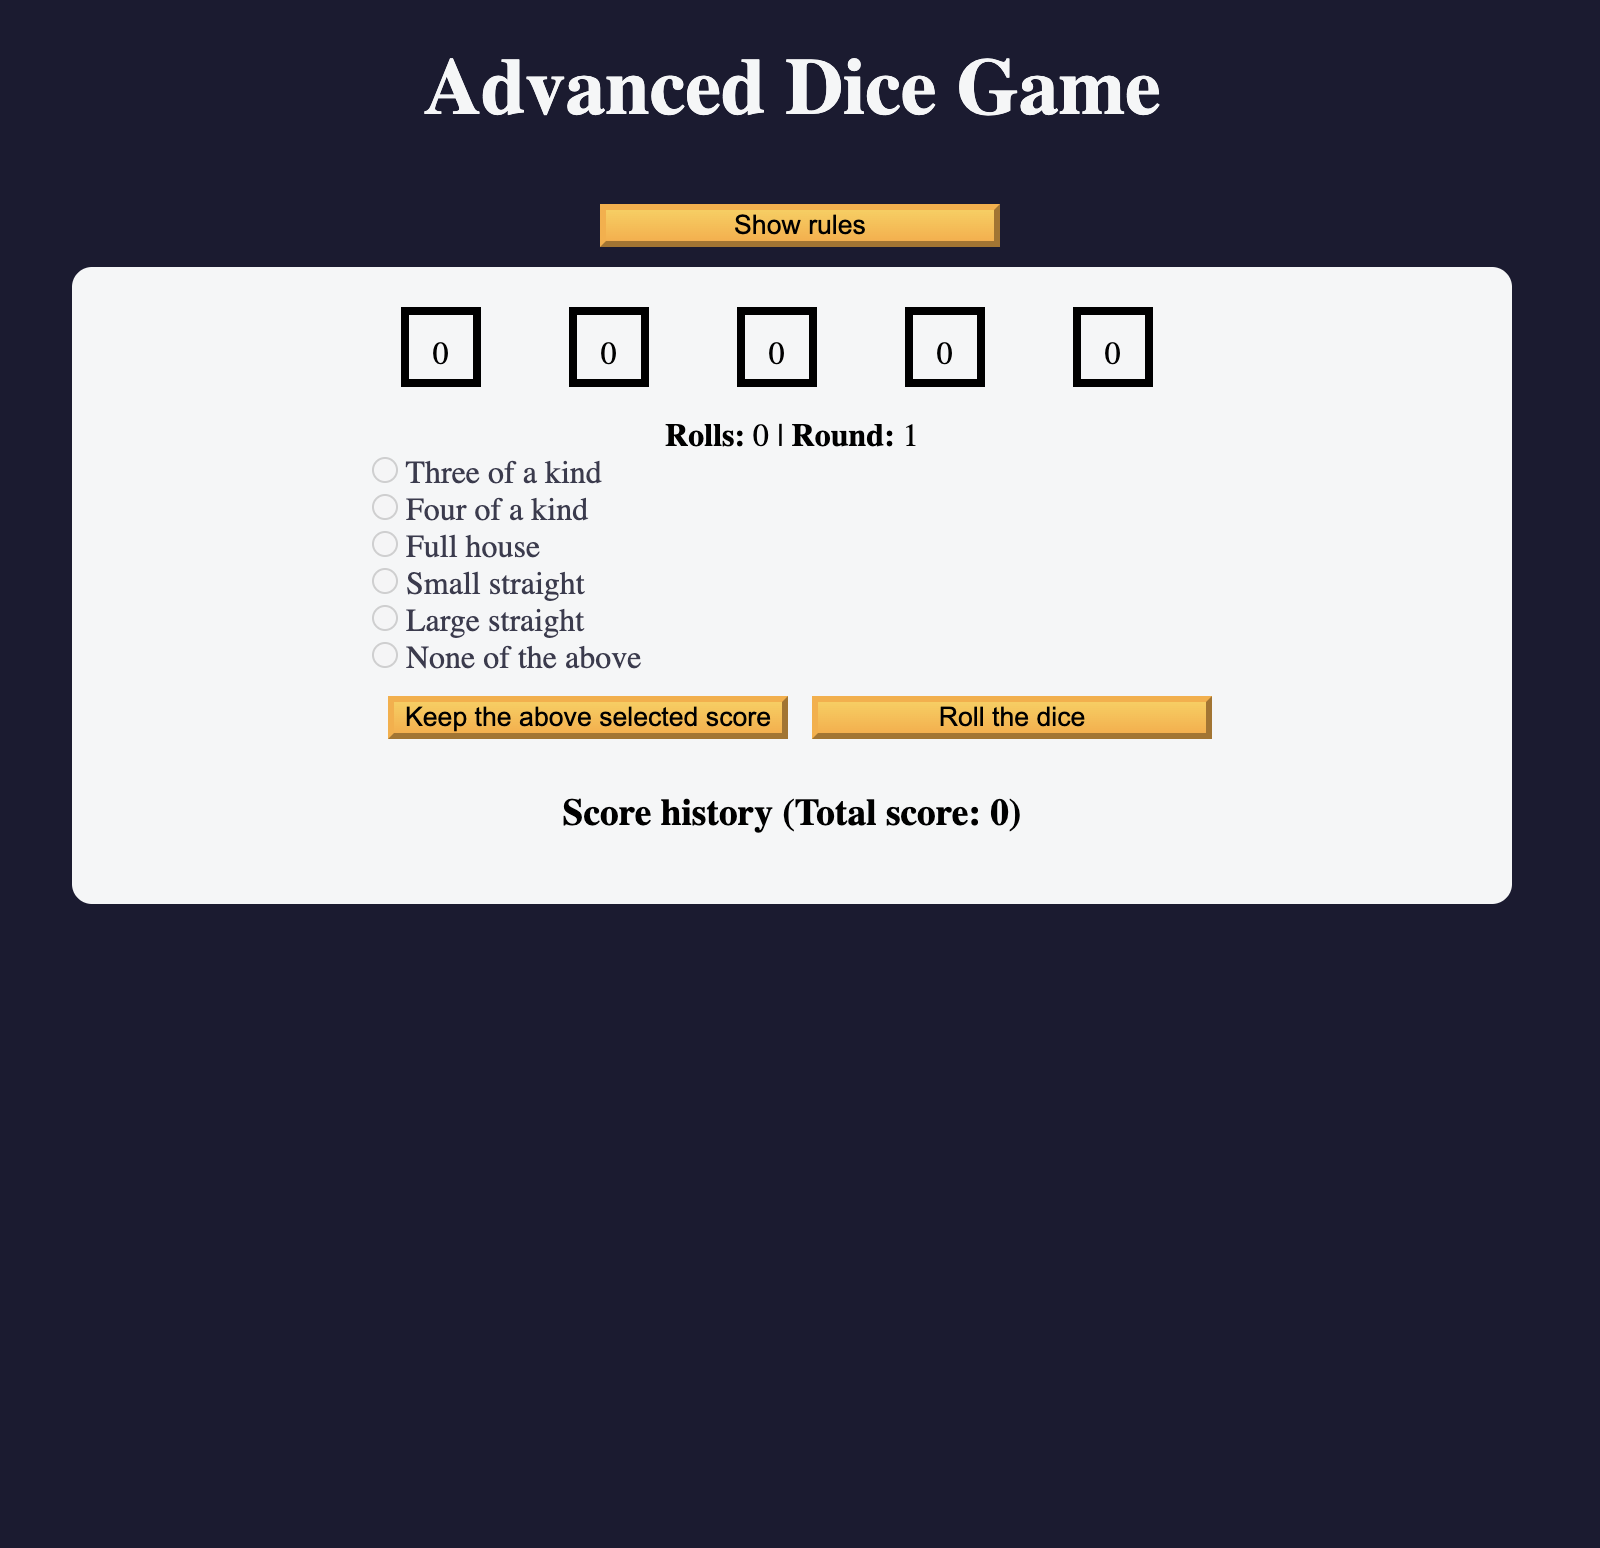 Advanced Dice Game
Show rules
0 0 0 0 0
Rolls: 0 | Round: 1
Three of a kind
Four of a kind
Full house
Small straight
Large straight
None of the above
Keep the above selected score Roll the dice
Score history (Total score: 0)